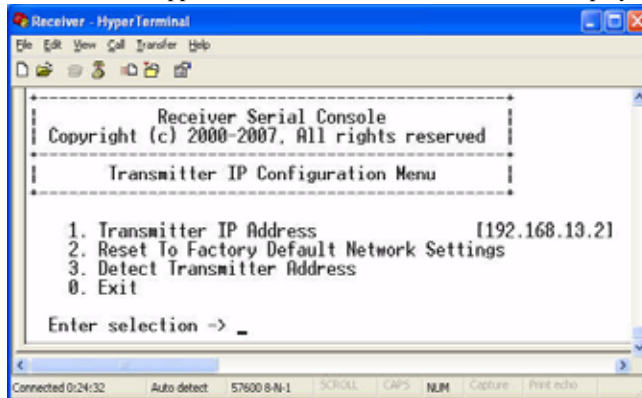 Receiver - HyperTerminal
File Edit View Call Transfer Help
Receiver Serial Console
Copyright (c) 2000-2007, All rights reserved
Transmitter IP Configuration Menu
1. Transmitter IP Address [192.168.13.2]
2. Reset To Factory Default Network Settings
3. Detect Transmitter Address
0. Exit
Enter selection -> _
Connected 0:24:32 Auto detect 57600 8-N-1 SCROLL CAPS NUM Capture Print echo